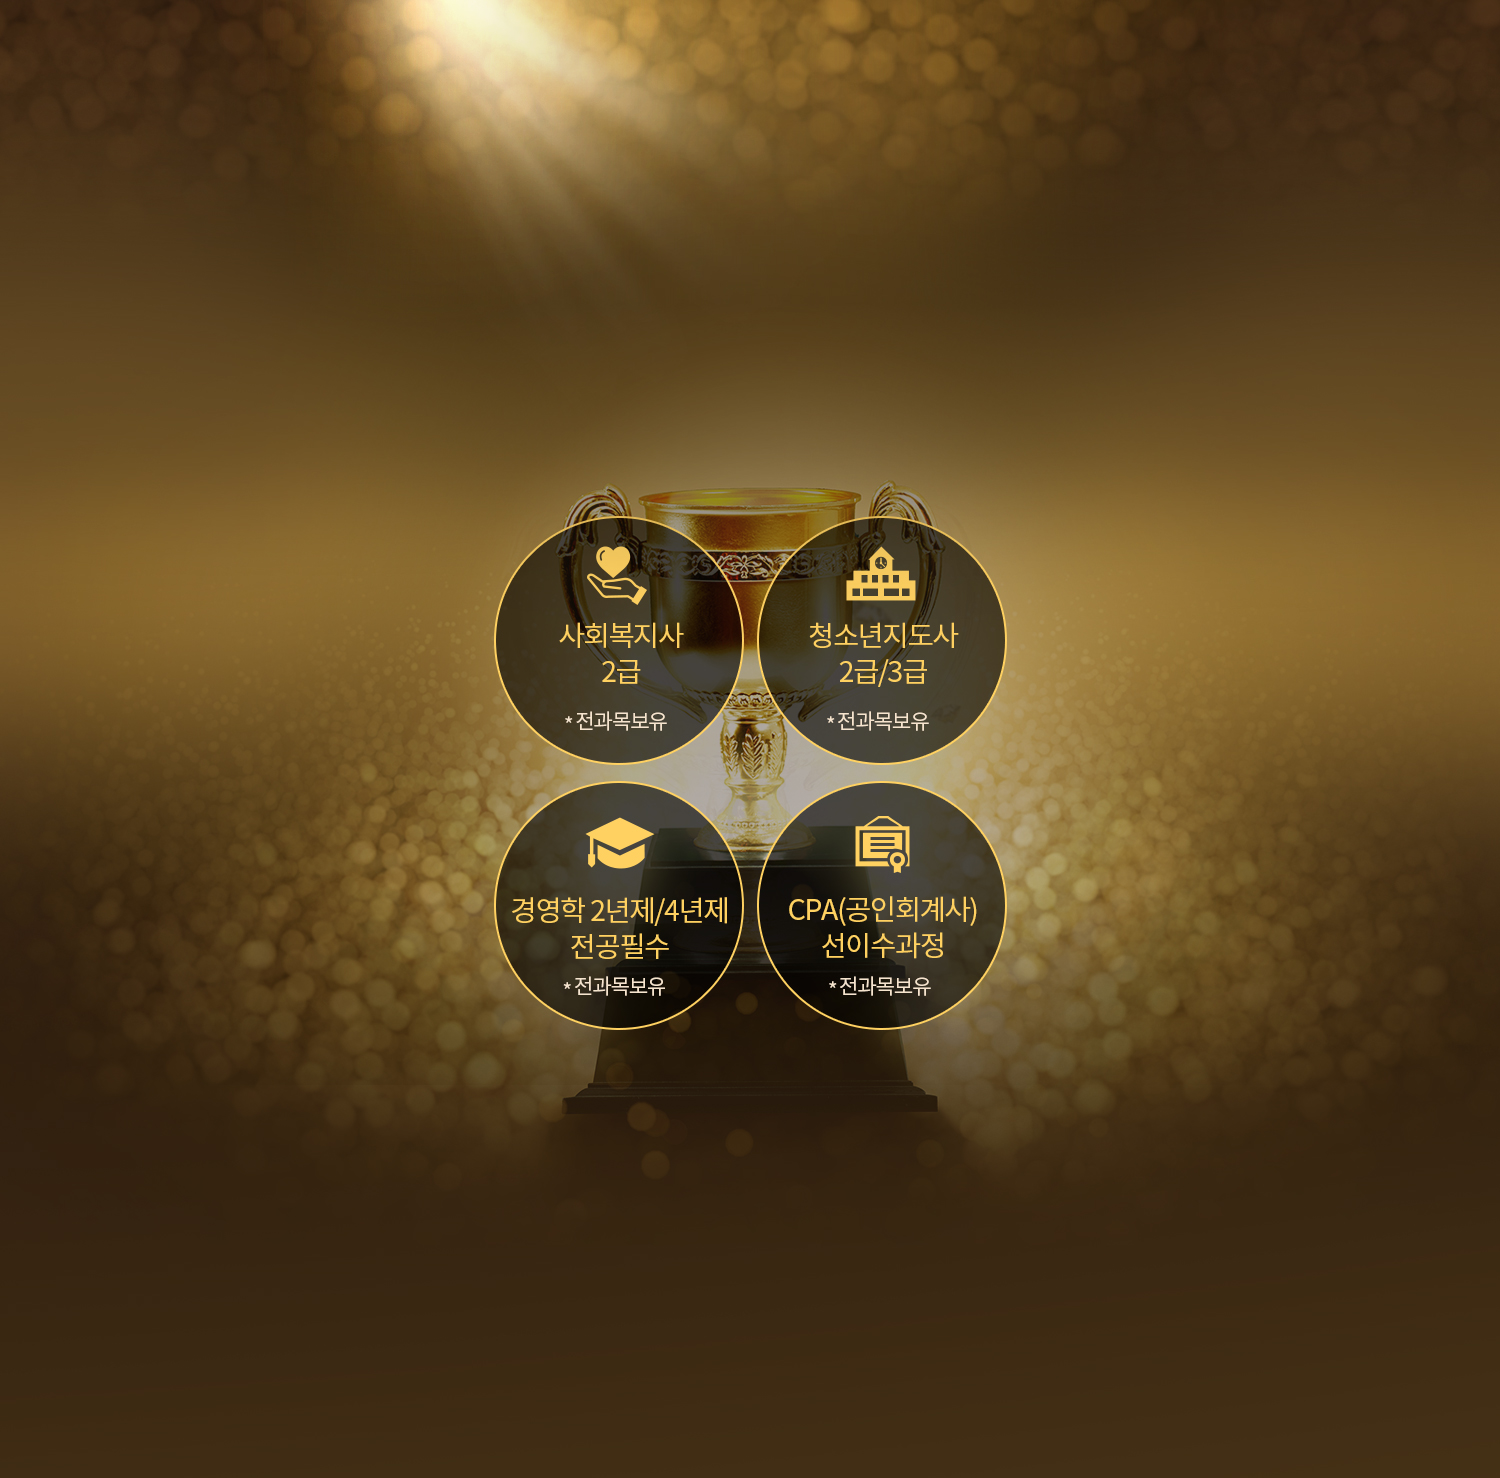 사회복지사
2급
* 전과목보유
청소년지도사
2급/3급
* 전과목보유
경영학 2년제/4년제
전공필수
* 전과목보유
CPA(공인회계사)
선이수과정
* 전과목보유